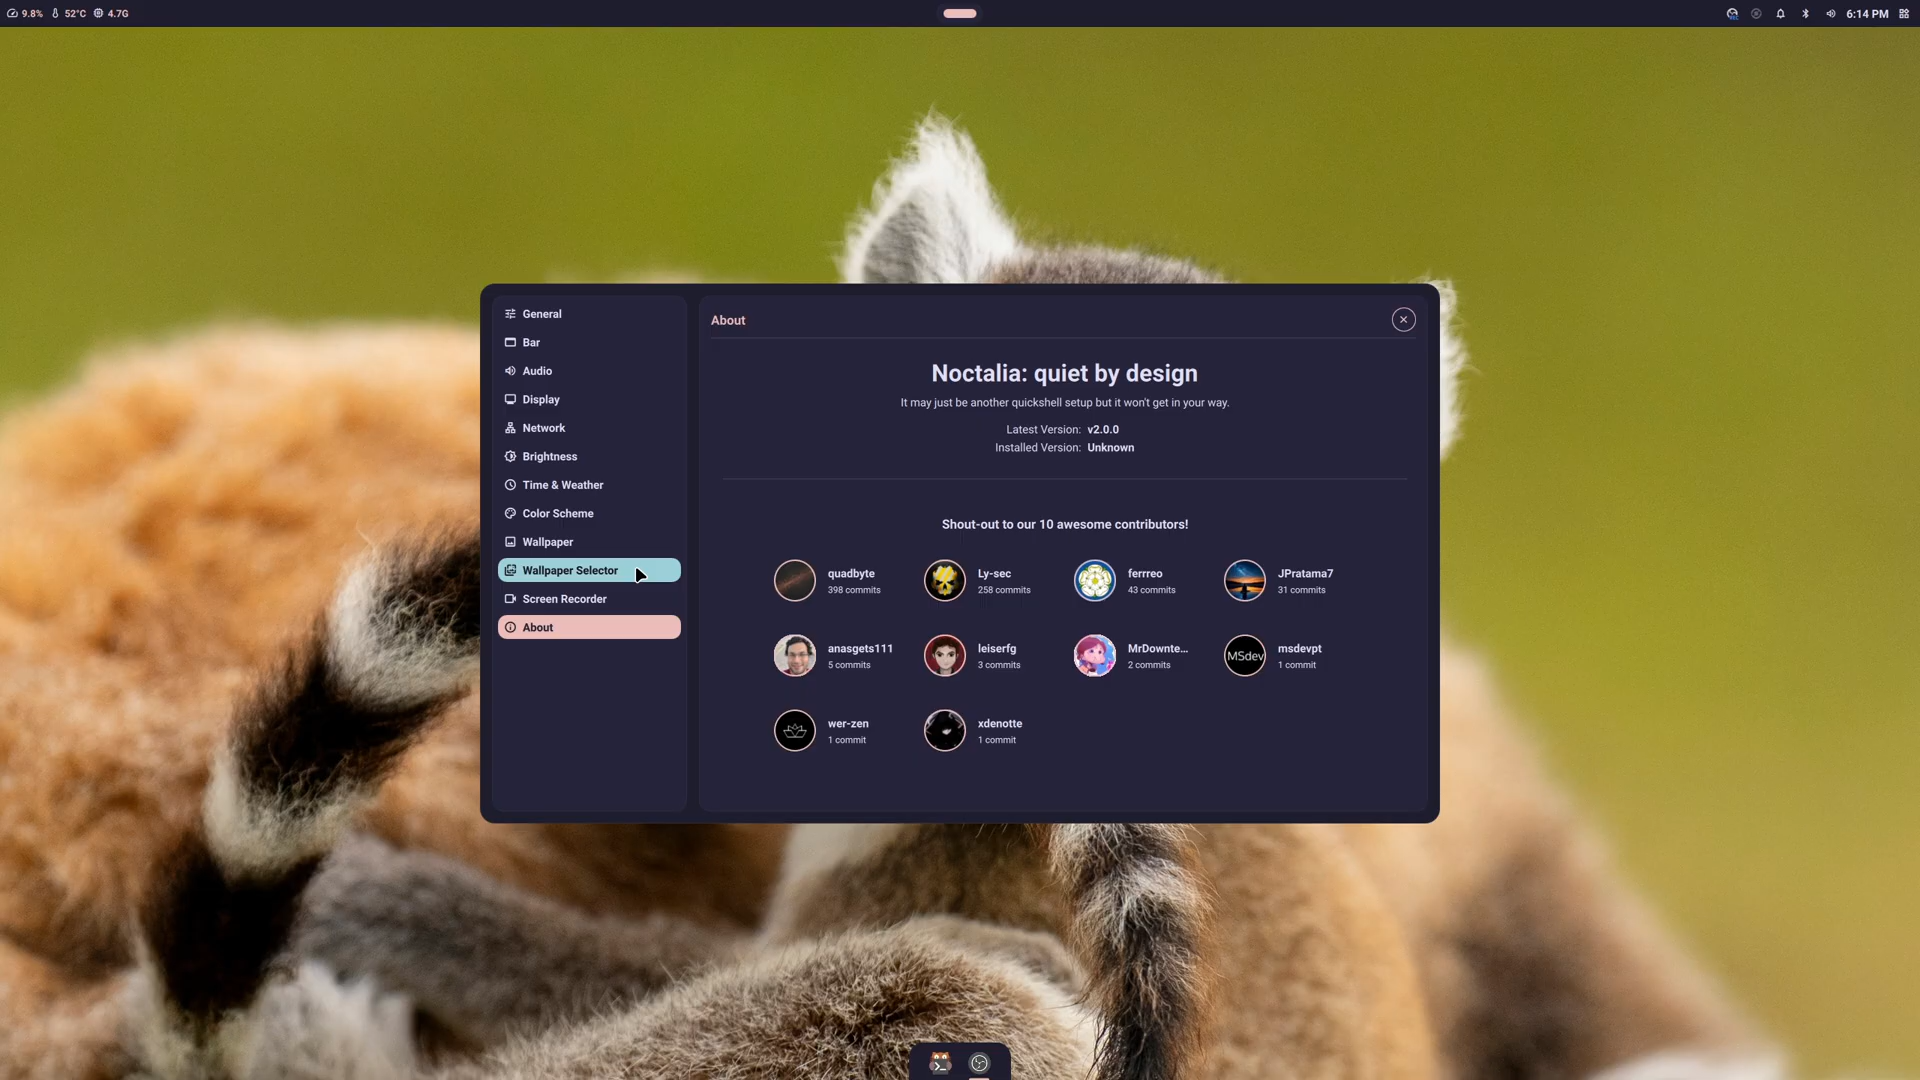 9.8% 52°C 4.7G
6:14 PM
General
Bar
Audio
Display
Network
Brightness
Time & Weather
Color Scheme
Wallpaper
Wallpaper Selector
Screen Recorder
About
About
Noctalia: quiet by design
It may just be another quickshell setup but it won't get in your way.
Latest Version: v2.0.0
Installed Version: Unknown
Shout-out to our 10 awesome contributors!
quadbyte
398 commits
Ly-sec
258 commits
ferrreo
43 commits
JPratama7
31 commits
anasgets111
5 commits
leiserfg
3 commits
MrDownte...
2 commits
MSdev
msdevpt
1 commit
wer-zen
1 commit
xdenotte
1 commit